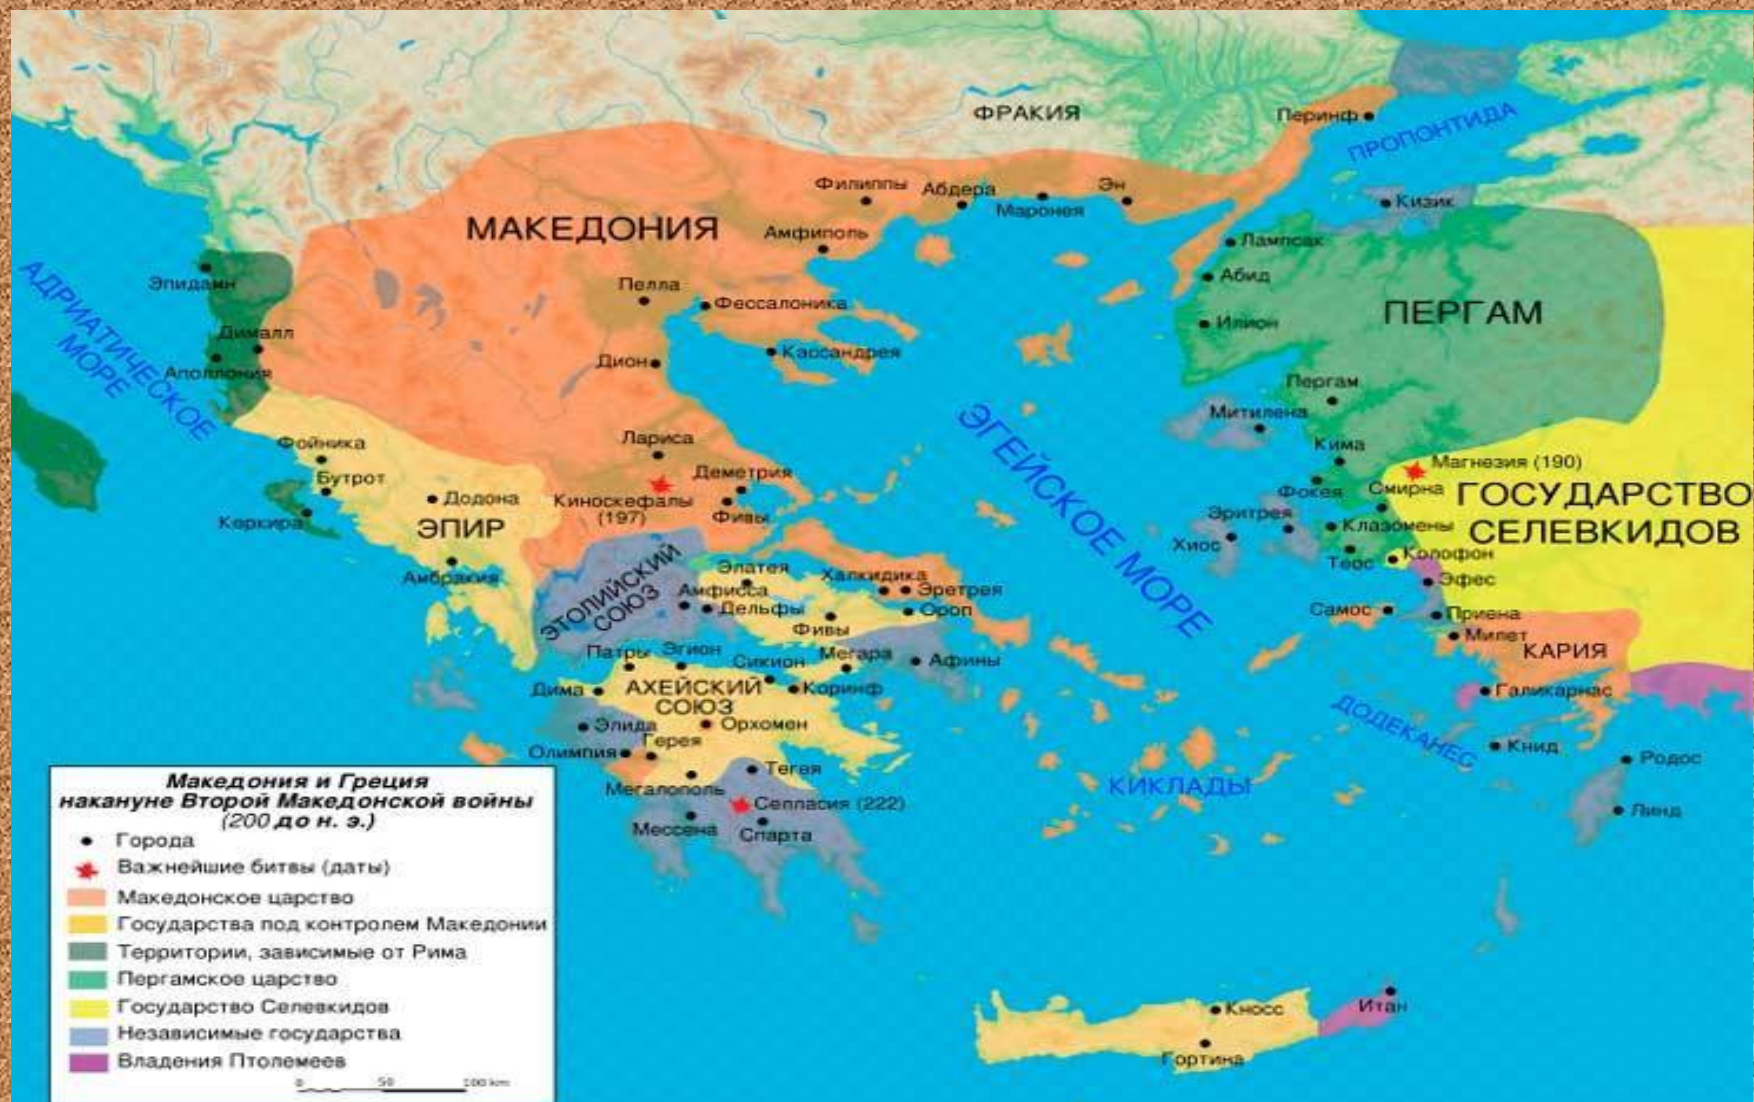 ФРАКИЯ
Перинф
ПРОПОНТИДА
Филиппы
Абдера
Эн
Маронея
Кизик
МАКЕДОНИЯ
Амфиполь
Лампсак
АДРИАТИЧЕСКОЕ
МОРЕ
Эпидамн
Пелла
Фессалоника
Абид
ПЕРГАМ
Дималл
Илион
Аполлония
Дион
Кассандрея
Пергам
Митилена
ЭГЕЙСКОЕ МОРЕ
Фойника
Лариса
Кима
Бутрот
Деметрия
Магнезия (190)
Додона
Киноскефалы
(197)
Фивы
Фокея
Смирна
ГОСУДАРСТВО
СЕЛЕВКИДОВ
Керкира
ЭПИР
Эритрея
Клазомены
Хиос
Теос
Колофон
Амбракия
ЭТОЛИЙСКИЙ
СОЮЗ
Элатея
Халкидика
Эфес
Амфисса
Эретрея
Дельфы
Ороп
Самос
Приена
Фивы
Милет
КАРИЯ
Патры
Эгион
Сикион
Мегара
Афины
Дима
АХЕЙСКИЙ
СОЮЗ
Коринф
Галикарнас
ДОДЕКАНЕС
Элида
Орхомен
Олимпия
Герея
Книд
Родос
Тегея
КИКЛАДЫ
Мегалополь
Селласия (222)
Линд
Мессена
Спарта
Македония и Греция
накануне Второй Македонской войны
(200 до н. э.)
Города
Важнейшие битвы (даты)
Македонское царство
Государства под контролем Македонии
Территории, зависимые от Рима
Пергамское царство
Государство Селевкидов
Независимые государства
Владения Птолемеев
0 50 100 km
Кносс
Итан
Гортина